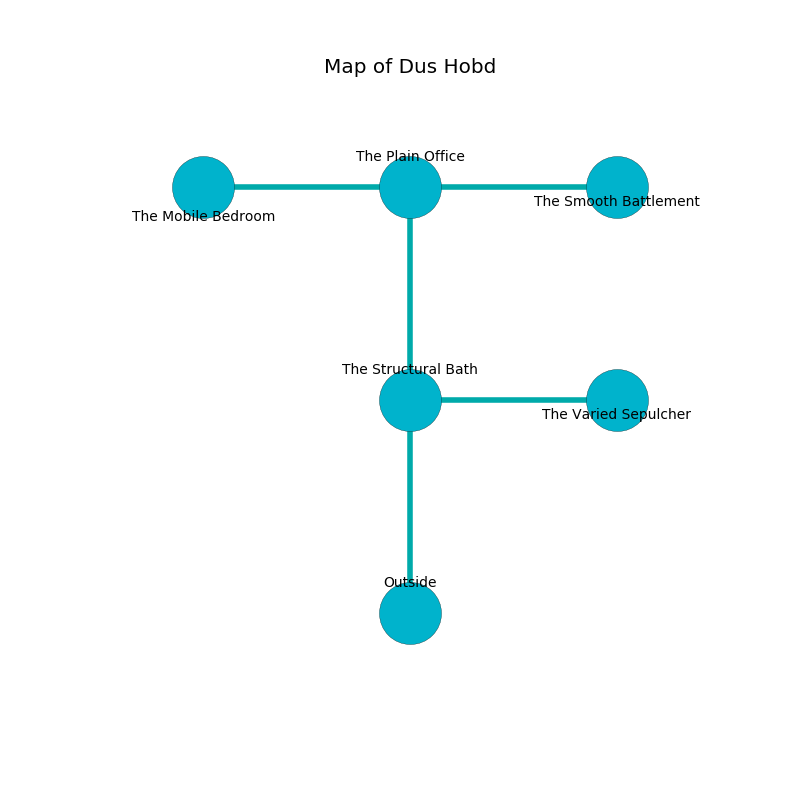 Map of Dus Hobd
The Plain Office
The Smooth Battlement
The Mobile Bedroom
The Structural Bath
The Varied Sepulcher
Outside